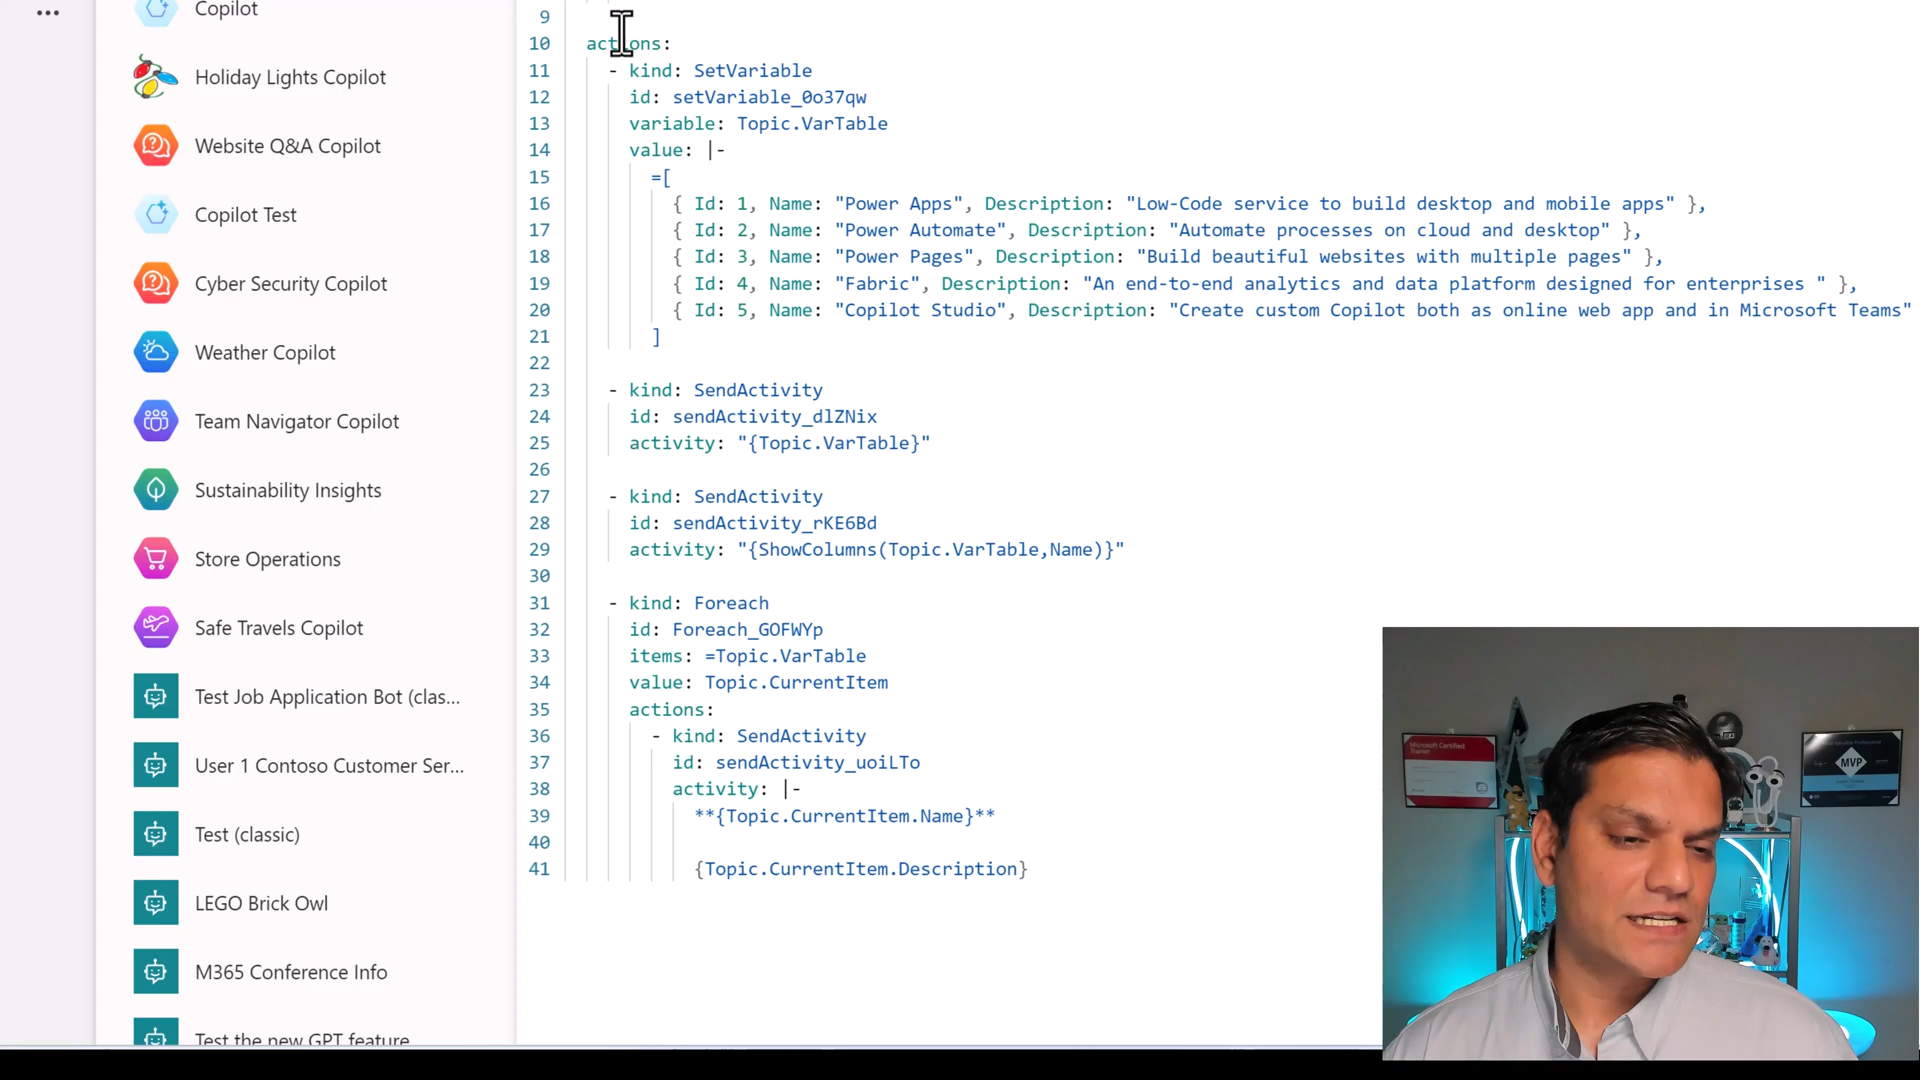 Copilot
Holiday Lights Copilot
Website Q&A Copilot
Copilot Test
Cyber Security Copilot
Weather Copilot
Team Navigator Copilot
Sustainability Insights
Store Operations
Safe Travels Copilot
Test Job Application Bot (clas...
User 1 Contoso Customer Ser...
Test (classic)
LEGO Brick Owl
M365 Conference Info
Test the new GPT feature
9
10 actions:
11 - kind: SetVariable
12 id: setVariable_0o37qw
13 variable: Topic.VarTable
14 value: |-
15 =[
16 { Id: 1, Name: "Power Apps", Description: "Low-Code service to build desktop and mobile apps" },
17 { Id: 2, Name: "Power Automate", Description: "Automate processes on cloud and desktop" },
18 { Id: 3, Name: "Power Pages", Description: "Build beautiful websites with multiple pages" },
19 { Id: 4, Name: "Fabric", Description: "An end-to-end analytics and data platform designed for enterprises " },
20 { Id: 5, Name: "Copilot Studio", Description: "Create custom Copilot both as online web app and in Microsoft Teams"
21 ]
22
23 - kind: SendActivity
24 id: sendActivity_dlZNix
25 activity: "{Topic.VarTable}"
26
27 - kind: SendActivity
28 id: sendActivity_rKE6Bd
29 activity: "{ShowColumns(Topic.VarTable,Name)}"
30
31 - kind: Foreach
32 id: Foreach_GOFWYp
33 items: =Topic.VarTable
34 value: Topic.CurrentItem
35 actions:
36 - kind: SendActivity
37 id: sendActivity_uoiLTo
38 activity: |-
39 **{Topic.CurrentItem.Name}**
40
41 {Topic.CurrentItem.Description}
Microsoft Certified
Trainer
MVP